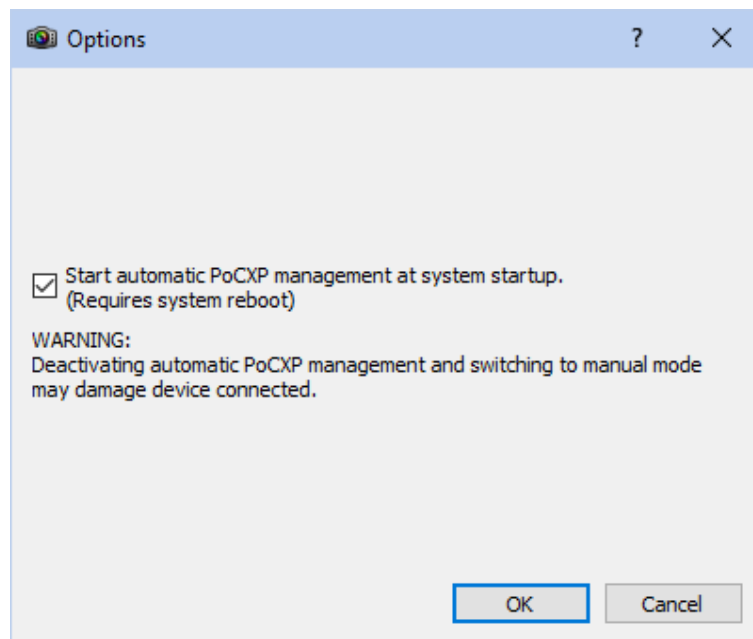 Options
?
Start automatic PoCXP management at system startup.
(Requires system reboot)
WARNING:
Deactivating automatic PoCXP management and switching to manual mode
may damage device connected.
OK
Cancel